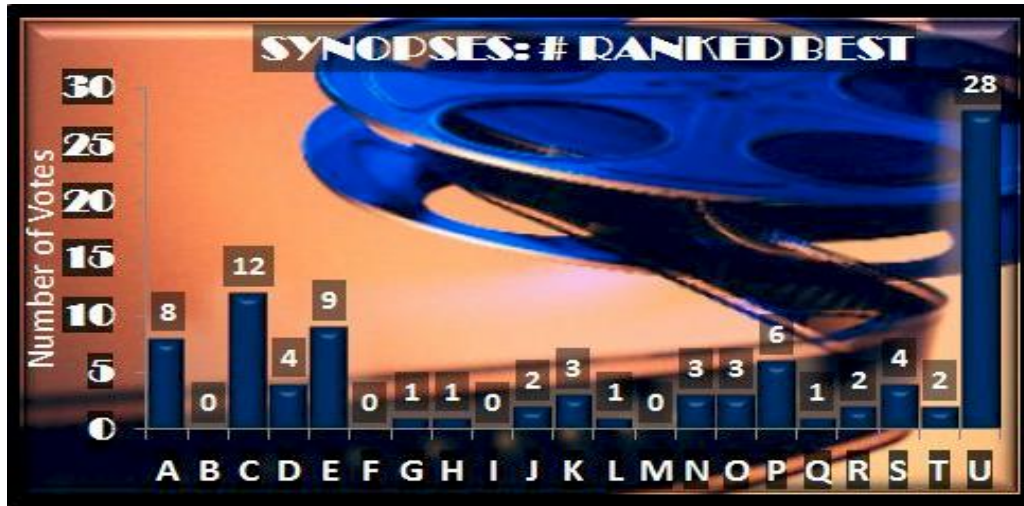 SYNOPSES: # RANKED BEST
Number of Votes
30
25
20
15
10
5
0
8 0 12 4 9 0 1 1 0 2 3 1 0 3 3 6 1 2 4 2 28
A B C D E F G H I J K L M N O P Q R S T U